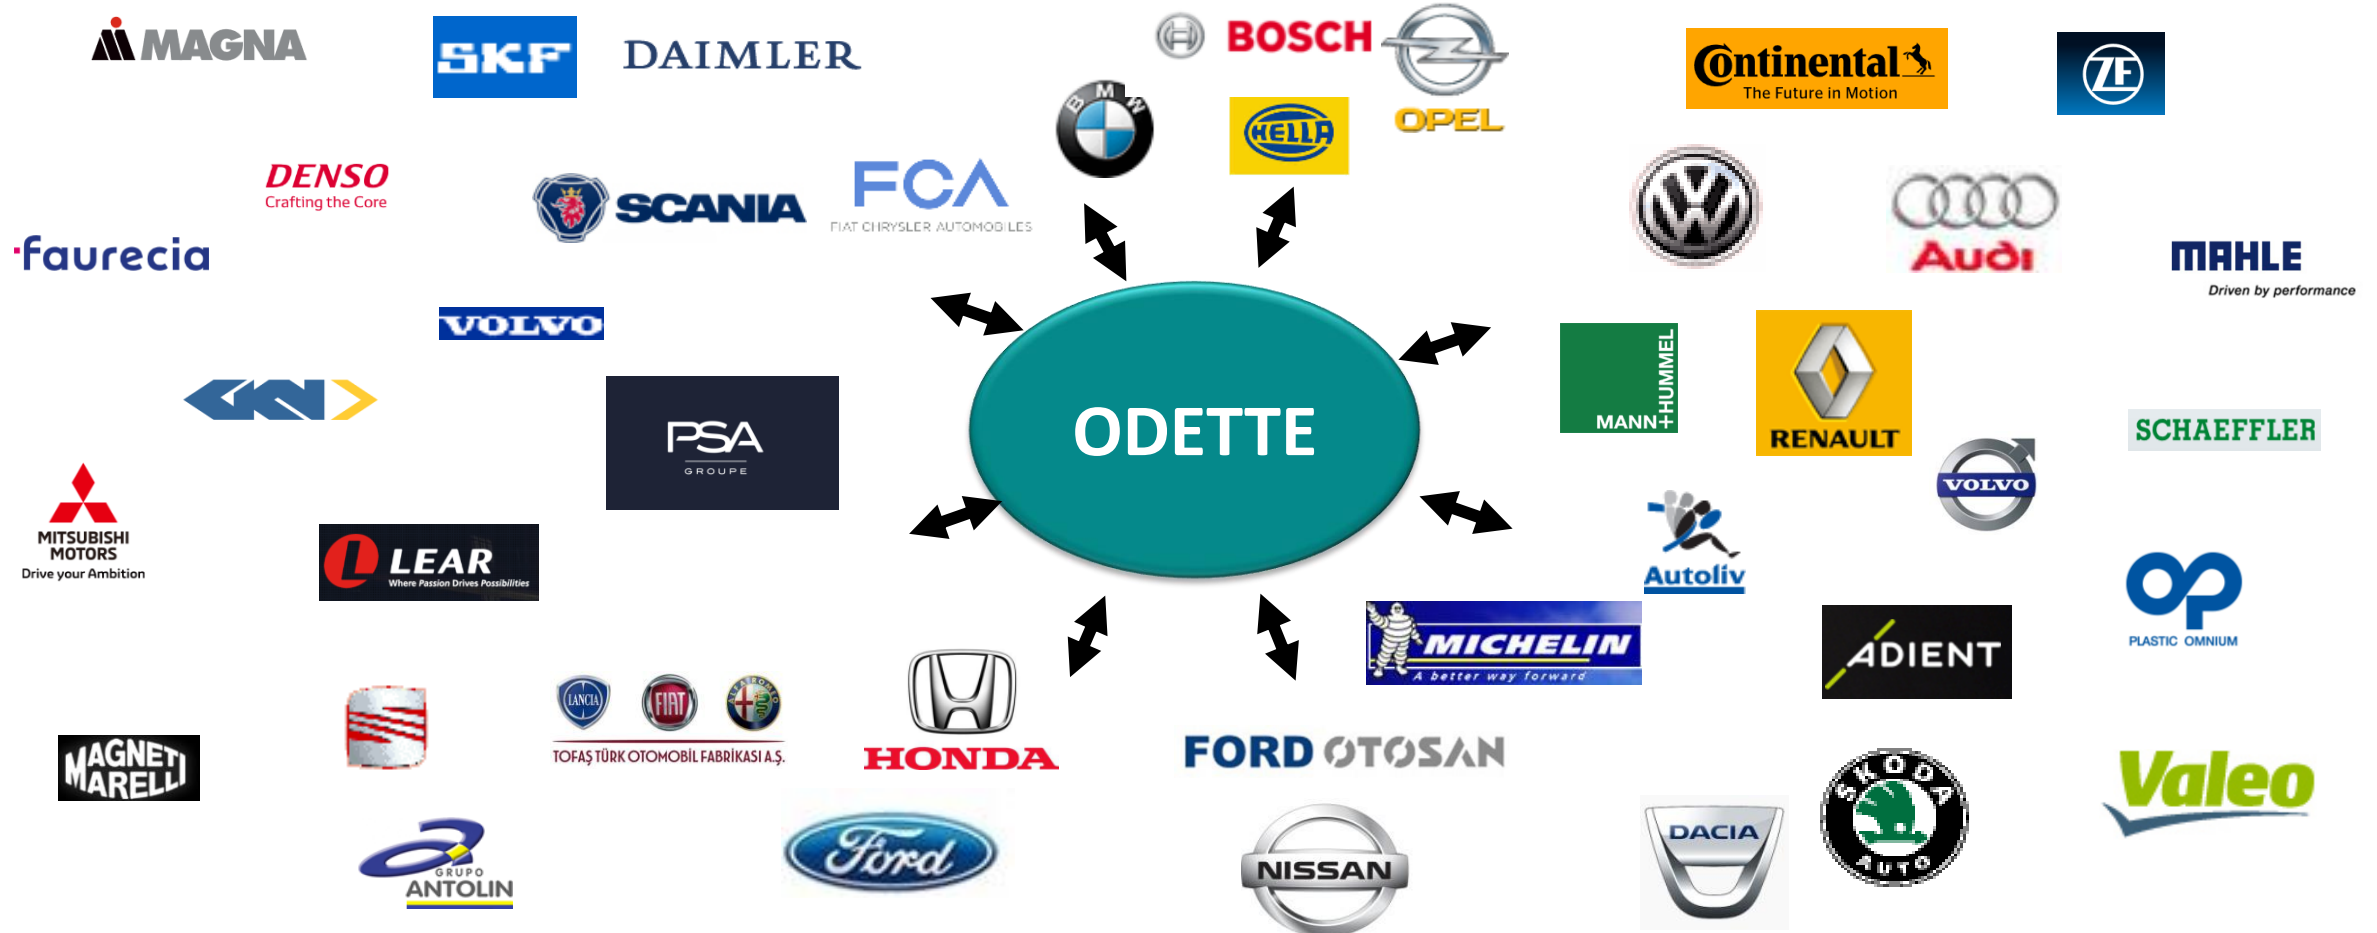 MAGNA
SKF
DAIMLER
BOSCH
OPEL
Continental
The Future in Motion
ZF
BMW
HELLA
DENSO
Crafting the Core
SCANIA
FCA
FIAT CHRYSLER AUTOMOBILES
VW
Audi
faurecia
MAHLE
Driven by performance
VOLVO
GKN
PSA
GROUPE
ODETTE
MANN+HUMMEL
RENAULT
SCHAEFFLER
VOLVO
MITSUBISHI
MOTORS
Drive your Ambition
LEAR
Where Passion Drives Possibilities
Autoliv
OP
PLASTIC OMNIUM
MICHELIN
A better way forward
ADIENT
LANCIA
FIAT
ALFA ROMEO
TOFAŞ TÜRK OTOMOBİL FABRİKASI A.Ş.
HONDA
FORD OTOSAN
MAGNETI
MARELLI
Valeo
GRUPO
ANTOLIN
Ford
NISSAN
DACIA
SKODA
AUTO